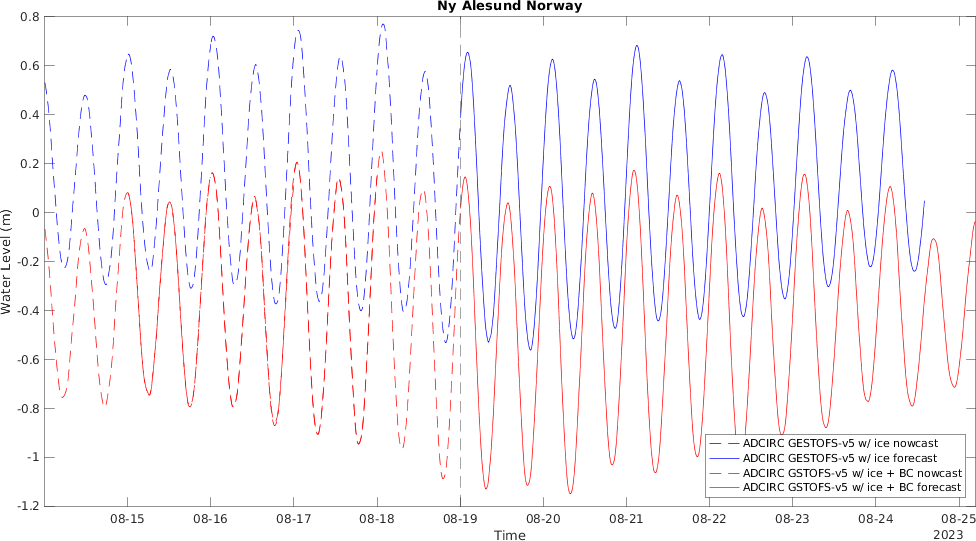 Ny Alesund Norway
0.8
0.6
0.4
0.2
0
-0.2
-0.4
-0.6
-0.8
-1
-1.2
Water Level (m)
ADCIRC GESTOFS-v5 w/ ice nowcast
ADCIRC GESTOFS-v5 w/ ice forecast
ADCIRC GSTOFS-v5 w/ ice + BC nowcast
ADCIRC GSTOFS-v5 w/ ice + BC forecast
08-15 08-16 08-17 08-18 08-19 08-20 08-21 08-22 08-23 08-24 08-25
Time
2023